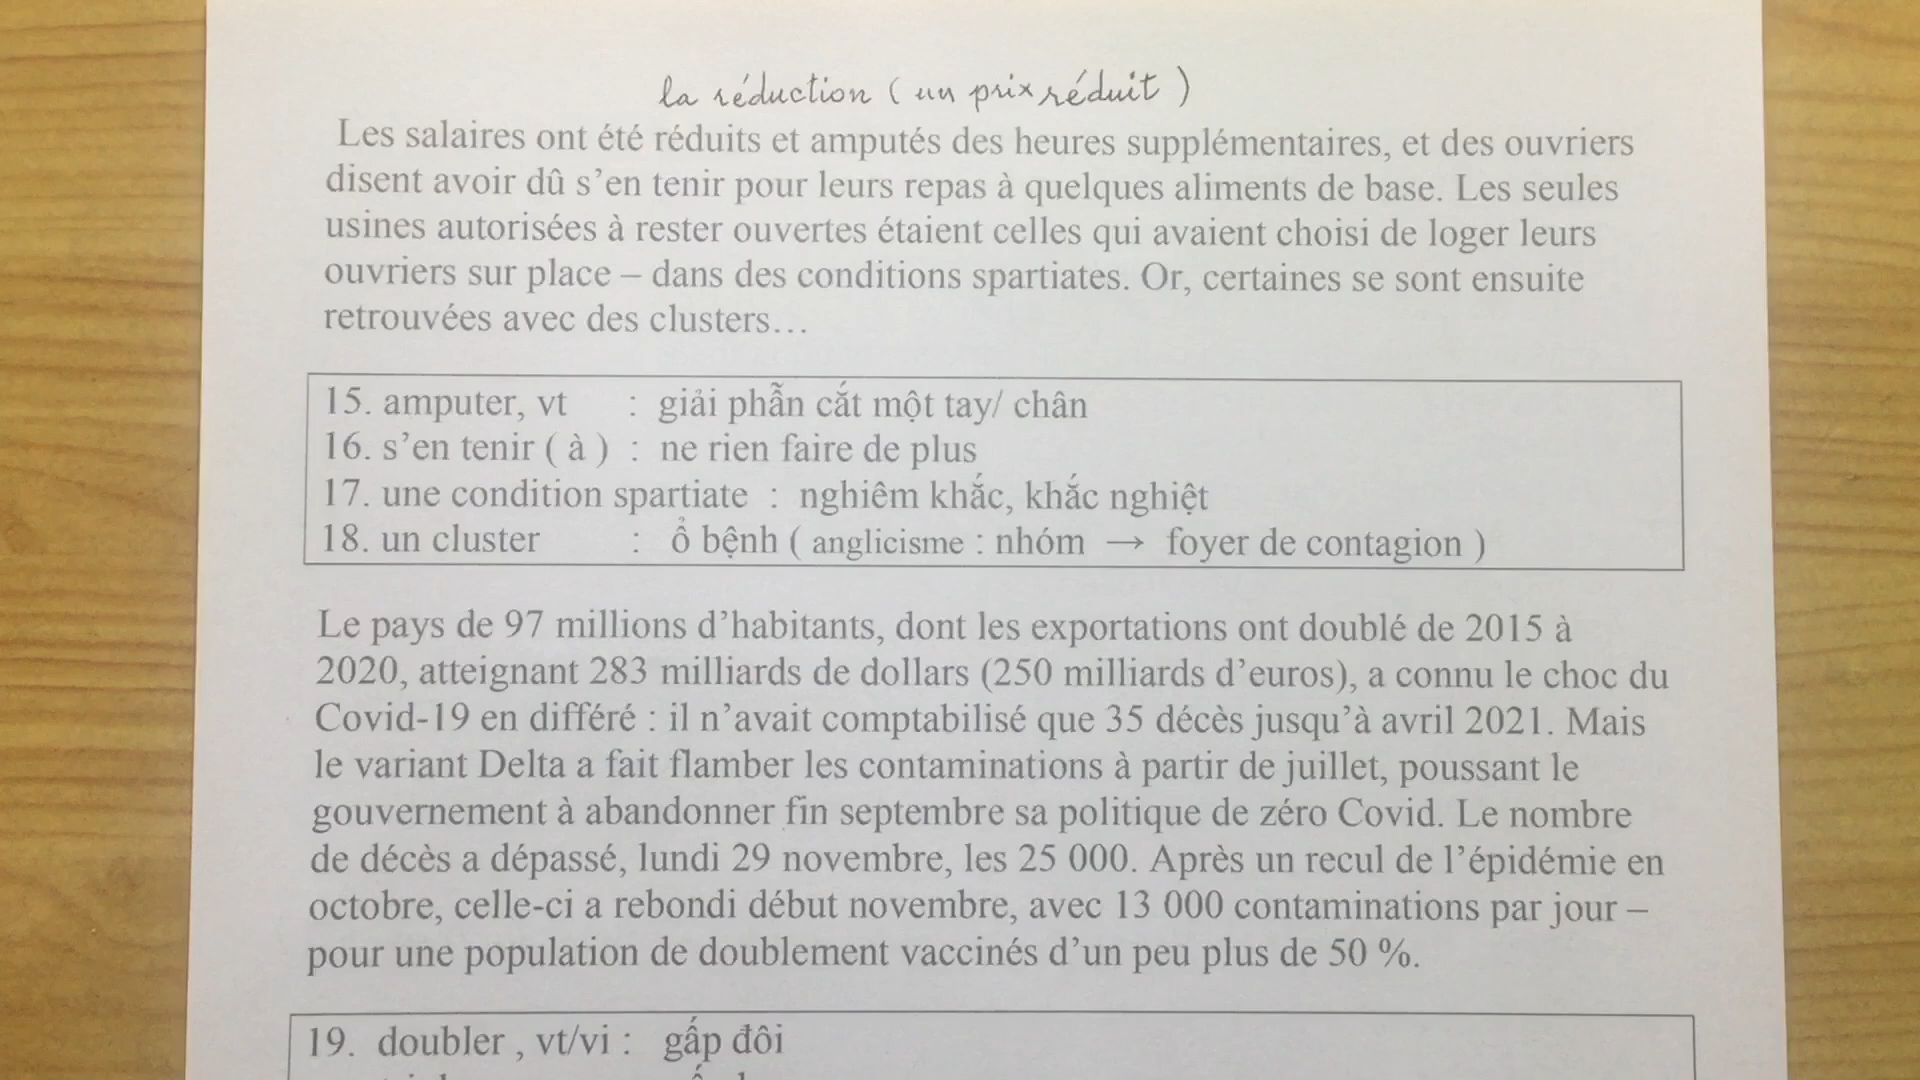 la réduction ( un prix réduit )
Les salaires ont été réduits et amputés des heures supplémentaires, et des ouvriers
disent avoir dû s’en tenir pour leurs repas à quelques aliments de base. Les seules
usines autorisées à rester ouvertes étaient celles qui avaient choisi de loger leurs
ouvriers sur place – dans des conditions spartiates. Or, certaines se sont ensuite
retrouvées avec des clusters…
15. amputer, vt : giải phẫn cắt một tay/ chân
16. s’en tenir ( à ) : ne rien faire de plus
17. une condition spartiate : nghiêm khắc, khắc nghiệt
18. un cluster : ổ bệnh ( anglicisme : nhóm → foyer de contagion )
Le pays de 97 millions d’habitants, dont les exportations ont doublé de 2015 à
2020, atteignant 283 milliards de dollars (250 milliards d’euros), a connu le choc du
Covid-19 en différé : il n’avait comptabilisé que 35 décès jusqu’à avril 2021. Mais
le variant Delta a fait flamber les contaminations à partir de juillet, poussant le
gouvernement à abandonner fin septembre sa politique de zéro Covid. Le nombre
de décès a dépassé, lundi 29 novembre, les 25 000. Après un recul de l’épidémie en
octobre, celle-ci a rebondi début novembre, avec 13 000 contaminations par jour –
pour une population de doublement vaccinés d’un peu plus de 50 %.
19. doubler , vt/vi : gấp đôi